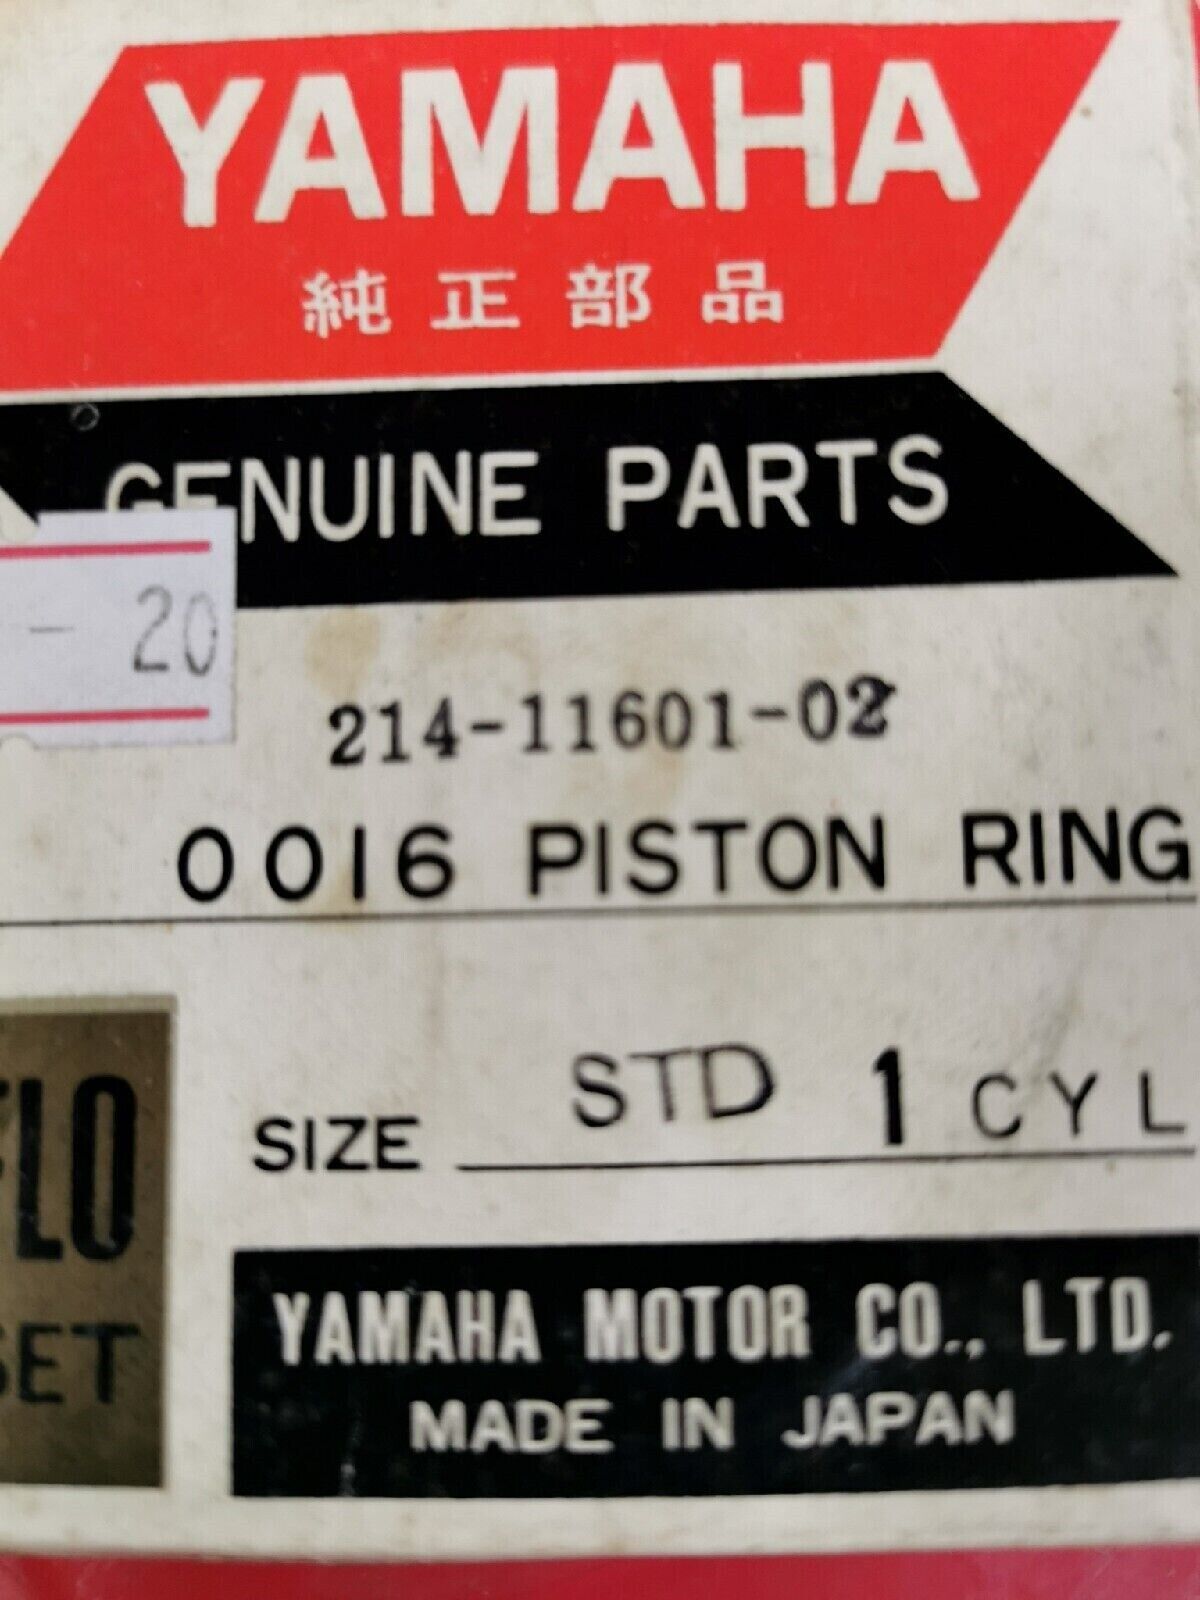 YAMAHA
純正部品
GENUINE PARTS
- 20
214-11601-02
0016 PISTON RING
SIZE STD 1 CYL
FLO
SET
YAMAHA MOTOR CO., LTD.
MADE IN JAPAN